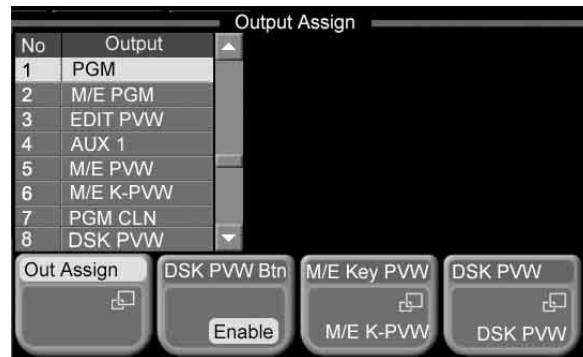 Output Assign
No Output
1 PGM
2 M/E PGM
3 EDIT PVW
4 AUX 1
5 M/E PVW
6 M/E K-PVW
7 PGM CLN
8 DSK PVW
Out Assign DSK PVW Btn M/E Key PVW DSK PVW
Enable M/E K-PVW DSK PVW